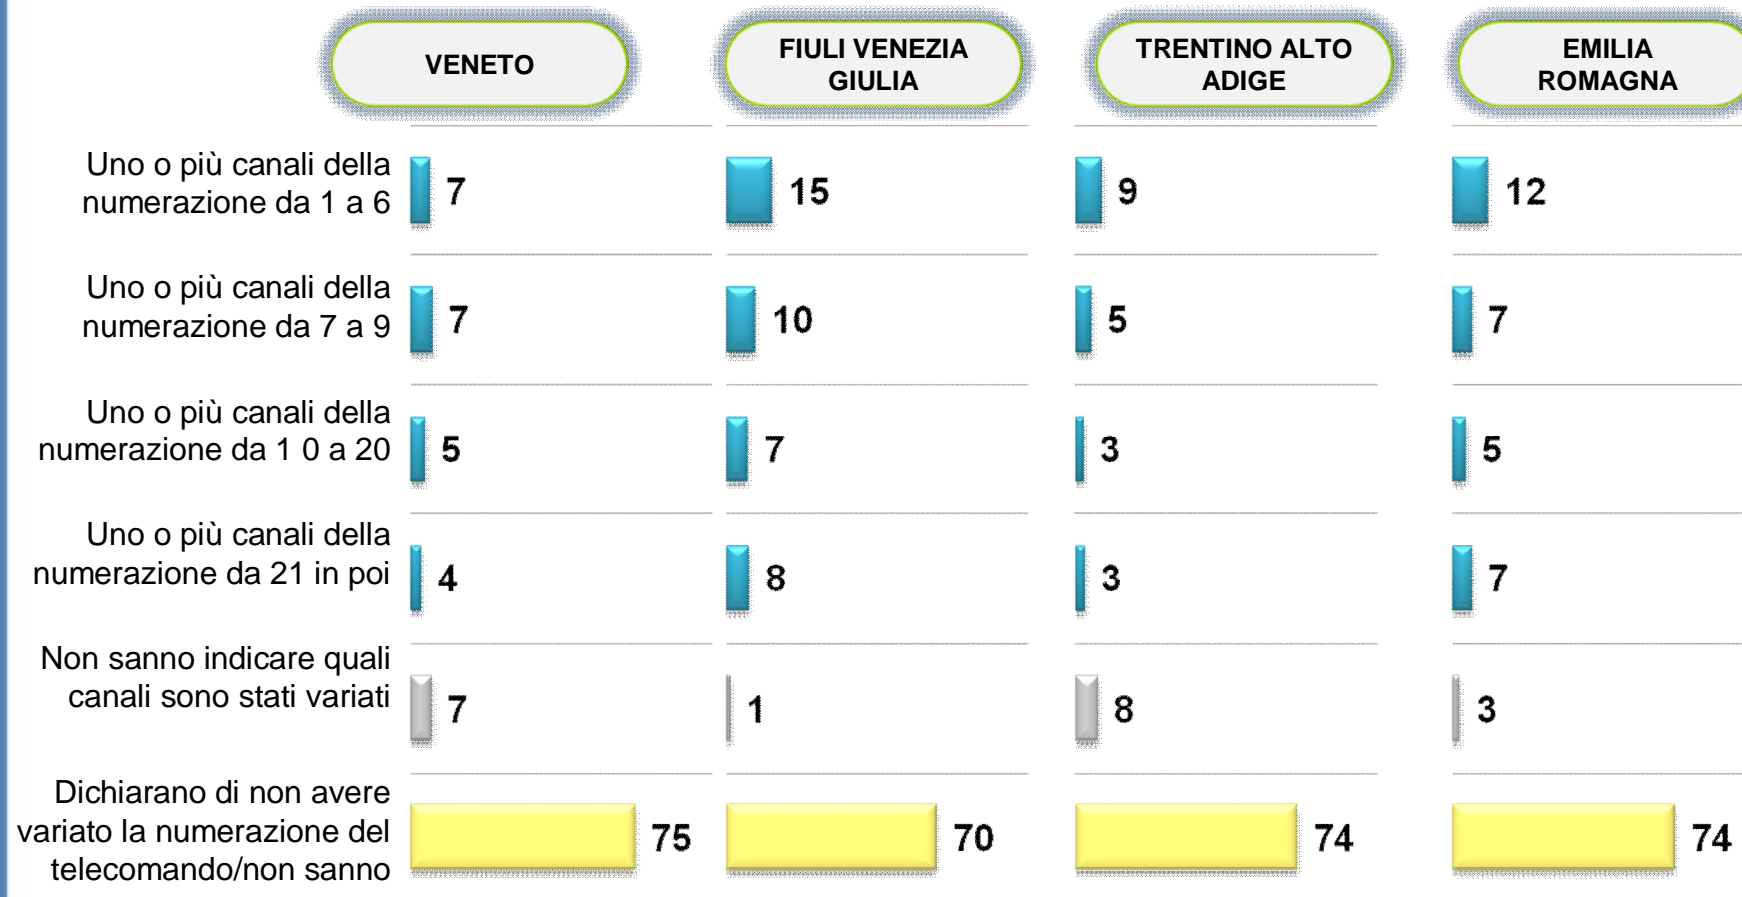 VENETO
FIULI VENEZIA
GIULIA
TRENTINO ALTO
ADIGE
EMILIA
ROMAGNA
Uno o più canali della
numerazione da 1 a 6
7
15
9
12
Uno o più canali della
numerazione da 7 a 9
7
10
5
7
Uno o più canali della
numerazione da 1 0 a 20
5
7
3
5
Uno o più canali della
numerazione da 21 in poi
4
8
3
7
Non sanno indicare quali
canali sono stati variati
7
1
8
3
Dichiarano di non avere
variato la numerazione del
telecomando/non sanno
75
70
74
74